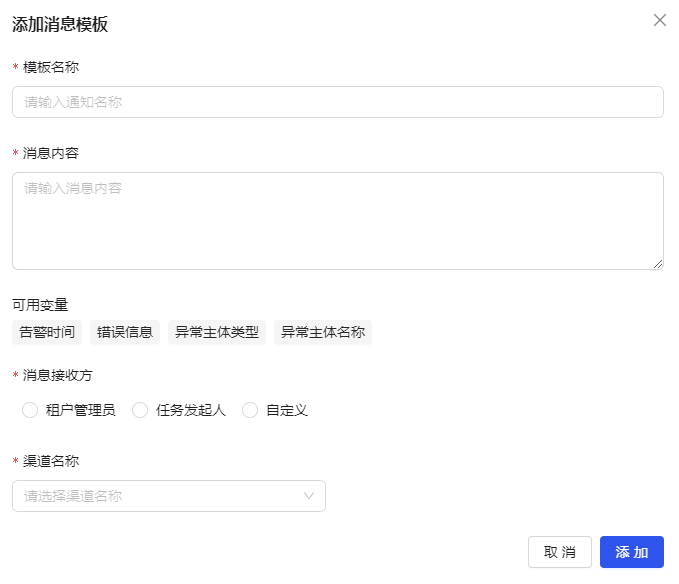 添加消息模板
* 模板名称
请输入通知名称
* 消息内容
请输入消息内容
可用变量
告警时间 错误信息 异常主体类型 异常主体名称
* 消息接收方
租户管理员 任务发起人 自定义
* 渠道名称
请选择渠道名称
取 消 添 加